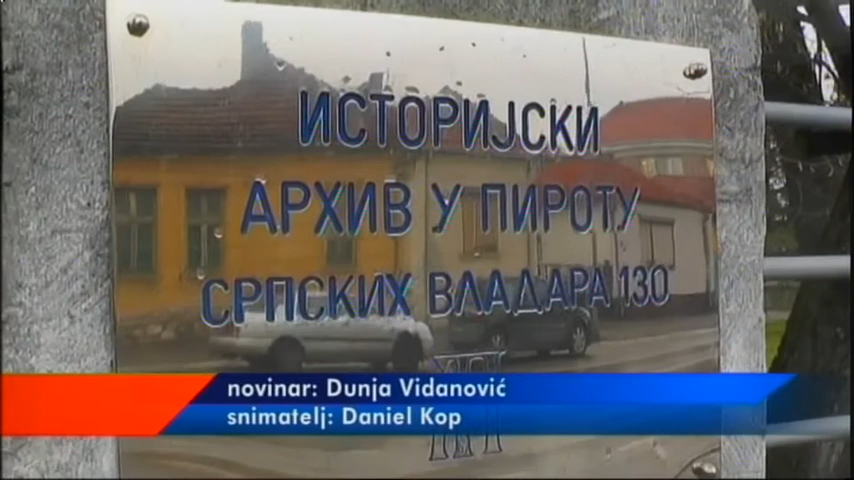 ИСТОРИЈСКИ
АРХИВ У ПИРОТУ
СРПСКИХ ВЛАДАРА 130
novinar: Dunja Vidanović
snimatelj: Daniel Kop